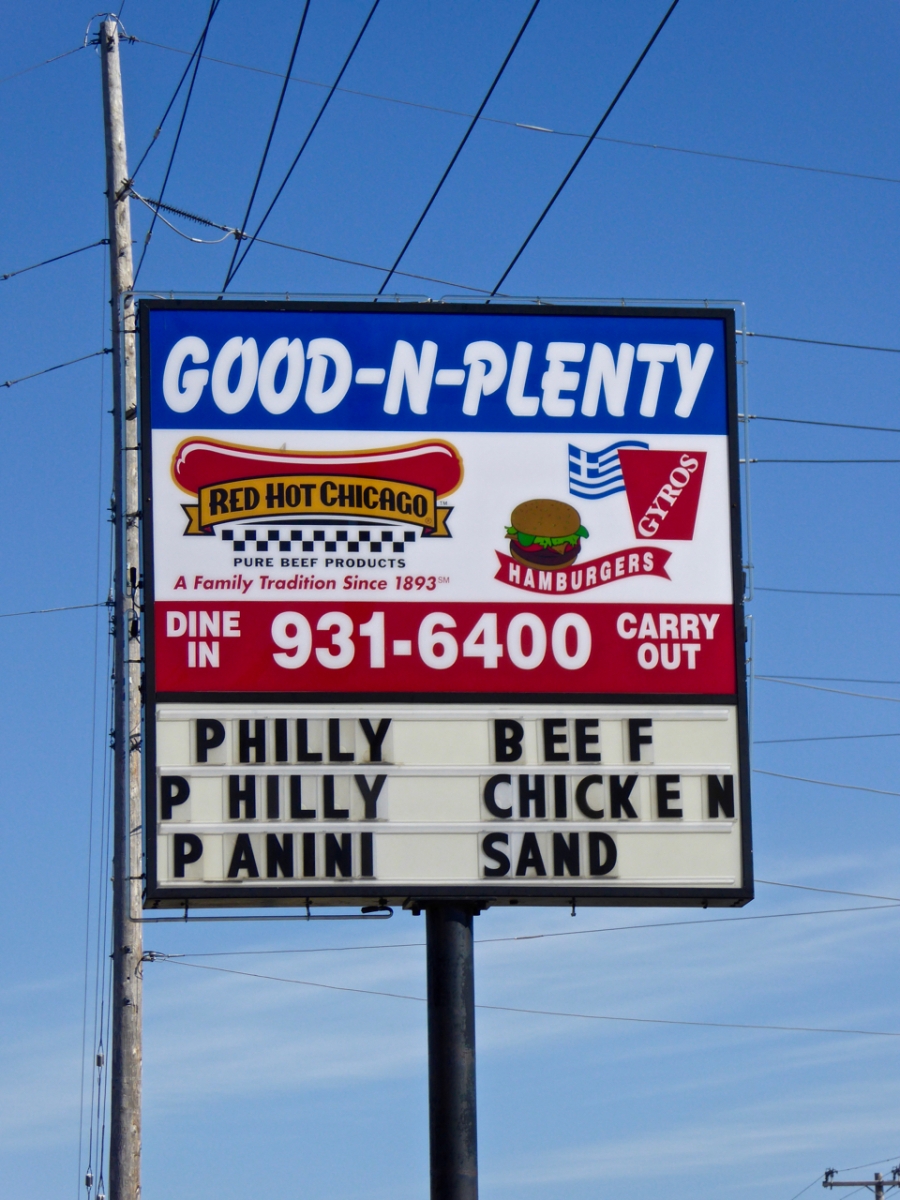 GOOD-N-PLENTY
RED HOT CHICAGO™
PURE BEEF PRODUCTS
A Family Tradition Since 1893℠
GYROS
HAMBURGERS
DINE IN
931-6400
CARRY OUT
PHILLY BEEF
PHILLY CHICKEN
PANINI SAND